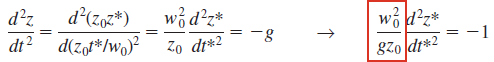 d²z/dt² = d²(z₀z*)/d(z₀t*/w₀)² = w₀²/z₀ d²z*/dt*² = −g → w₀²/gz₀ d²z*/dt*² = −1